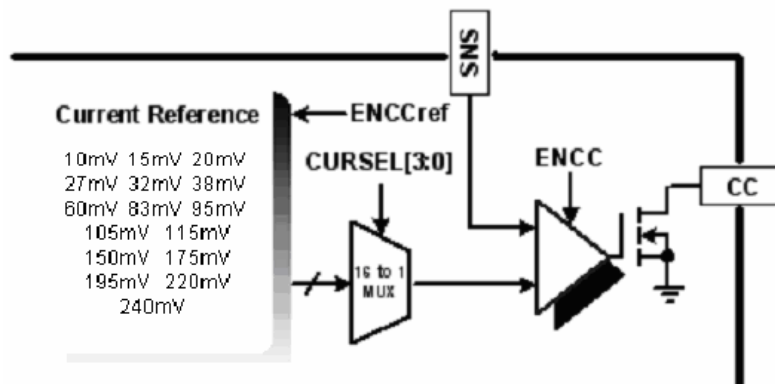 SNS
Current Reference
ENCCref
10mV 15mV 20mV
27mV 32mV 38mV
60mV 83mV 95mV
105mV 115mV
150mV 175mV
195mV 220mV
240mV
CURSEL[3:0]
ENCC
CC
16 to 1
MUX